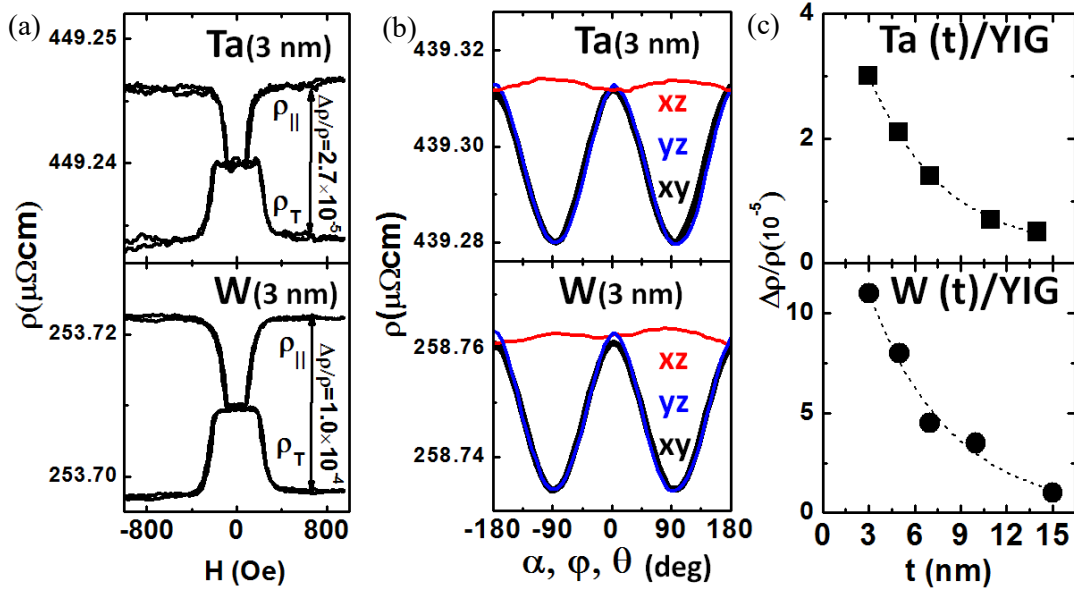 (a)
449.25
449.24
Ta(3 nm)
ρ||
ρT
Δρ/ρ=2.7×10-5
253.72
253.70
W(3 nm)
ρ||
ρT
Δρ/ρ=1.0×10-4
ρ(μΩcm)
-800 0 800
H (Oe)
(b)
439.32
439.30
439.28
Ta(3 nm)
xz
yz
xy
258.76
258.74
W(3 nm)
xz
yz
xy
ρ(μΩcm)
-180 -90 0 90 180
α, φ, θ (deg)
(c)
4
2
0
Ta (t)/YIG
10
5
0
W (t)/YIG
Δρ/ρ(10-5)
0 3 6 9 12 15
t (nm)